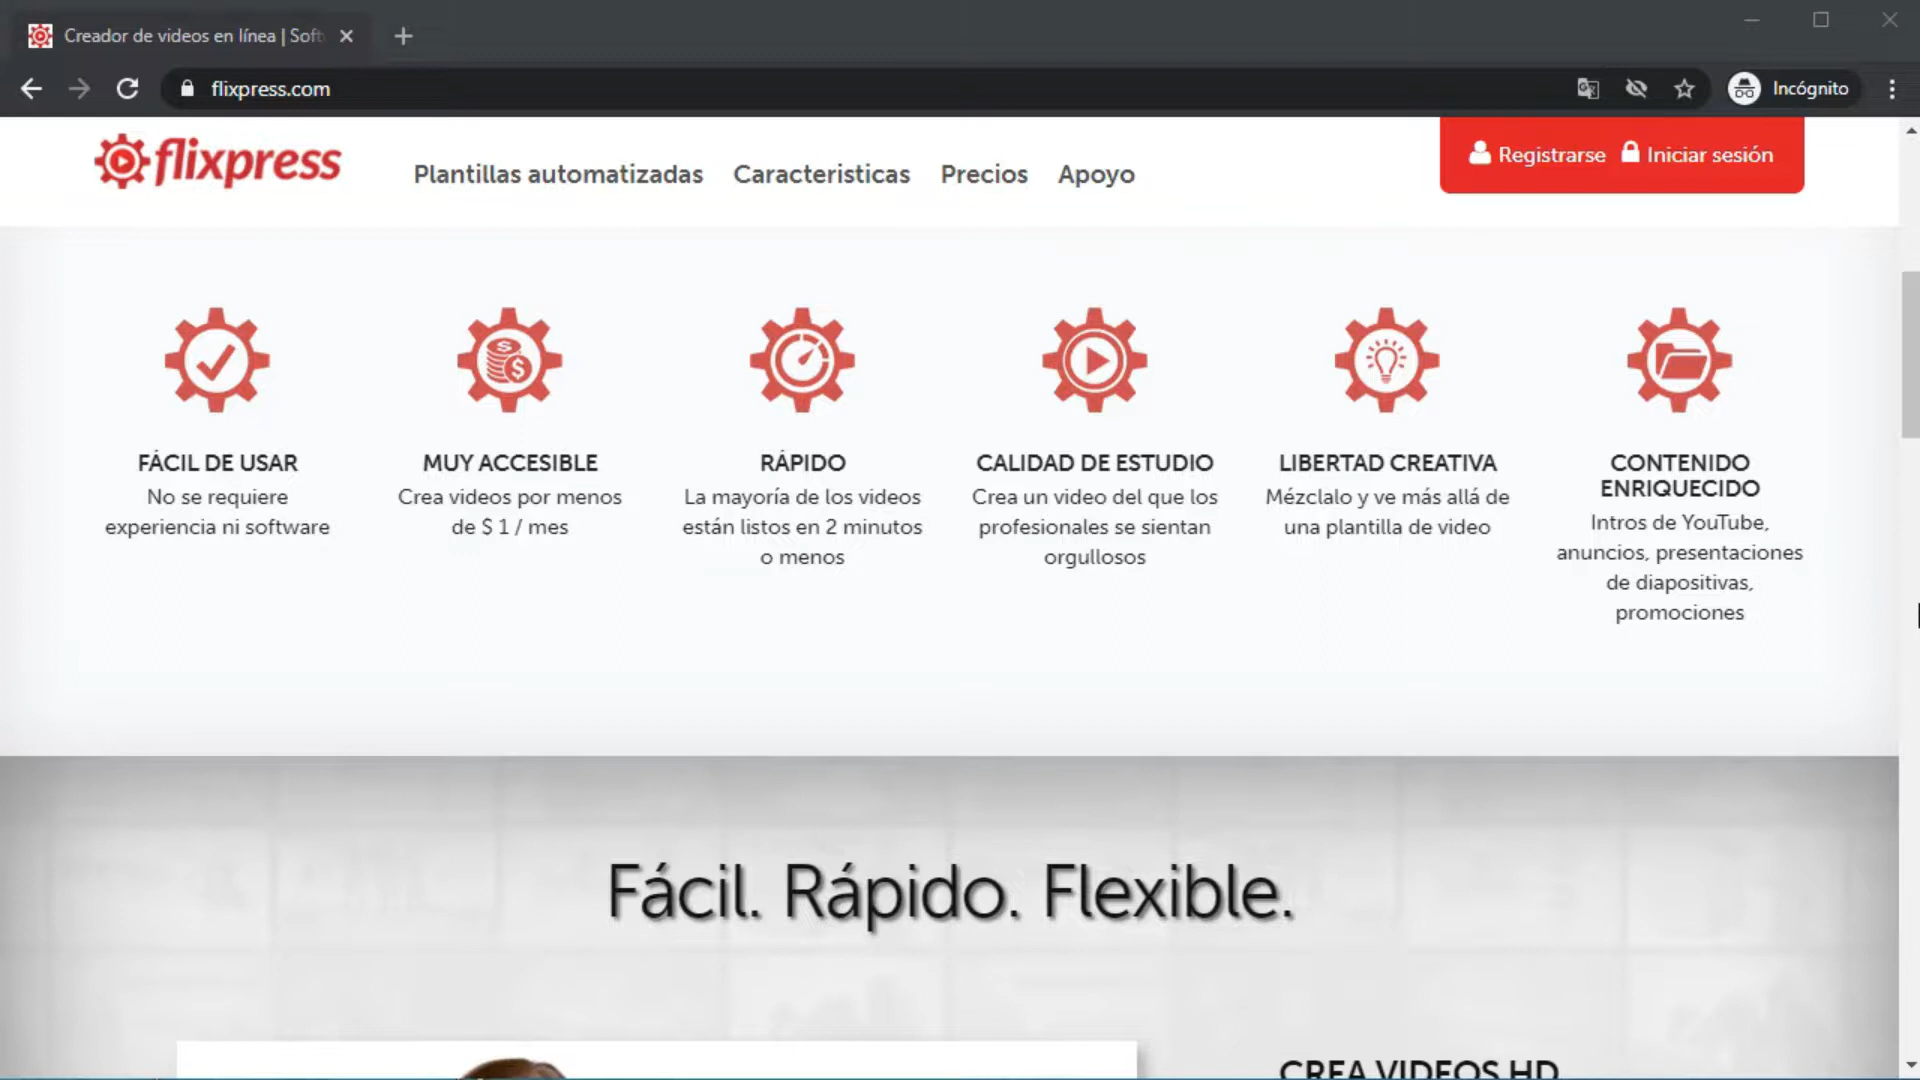 Creador de videos en línea | Soft
flixpress.com
Incógnito
flixpress
Plantillas automatizadas
Caracteristicas
Precios
Apoyo
Registrarse
Iniciar sesión
FÁCIL DE USAR
No se requiere
experiencia ni software
MUY ACCESIBLE
Crea videos por menos
de $ 1 / mes
RÁPIDO
La mayoría de los videos
están listos en 2 minutos
o menos
CALIDAD DE ESTUDIO
Crea un video del que los
profesionales se sientan
orgullosos
LIBERTAD CREATIVA
Mézclalo y ve más allá de
una plantilla de video
CONTENIDO
ENRIQUECIDO
Intros de YouTube,
anuncios, presentaciones
de diapositivas,
promociones
Fácil. Rápido. Flexible.
CREA VIDEOS HD